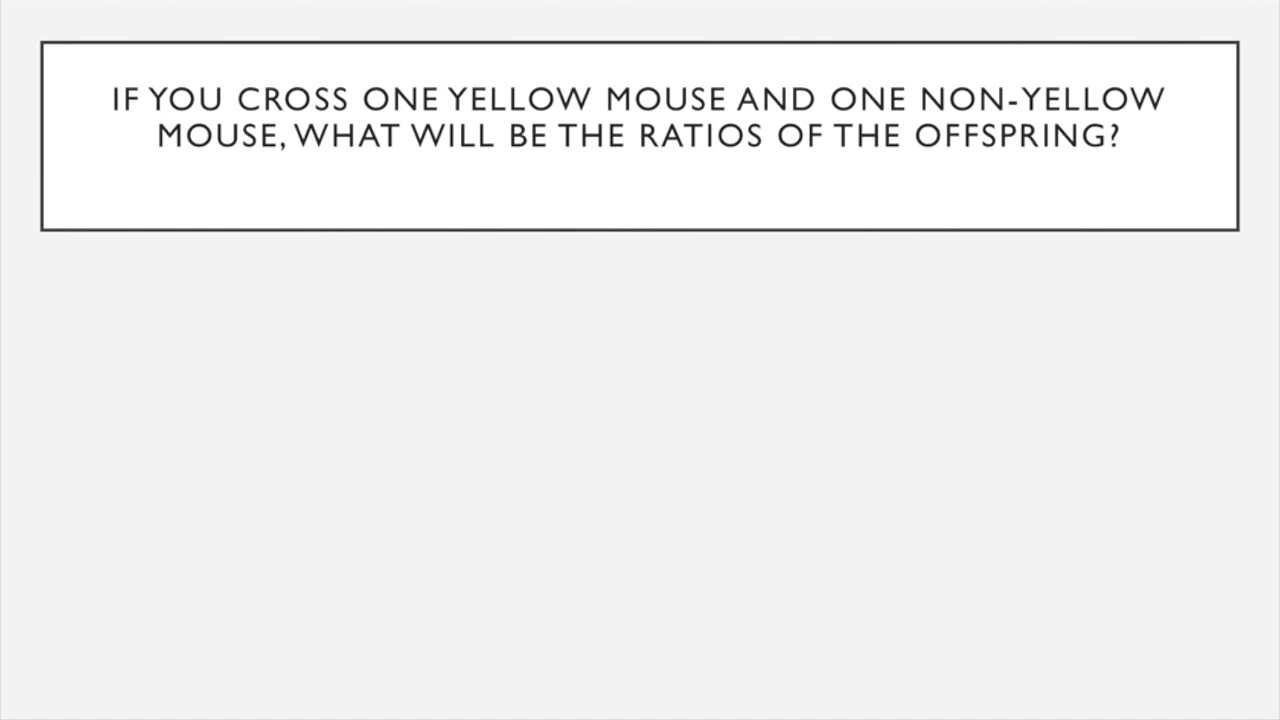 IF YOU CROSS ONE YELLOW MOUSE AND ONE NON-YELLOW
MOUSE, WHAT WILL BE THE RATIOS OF THE OFFSPRING?